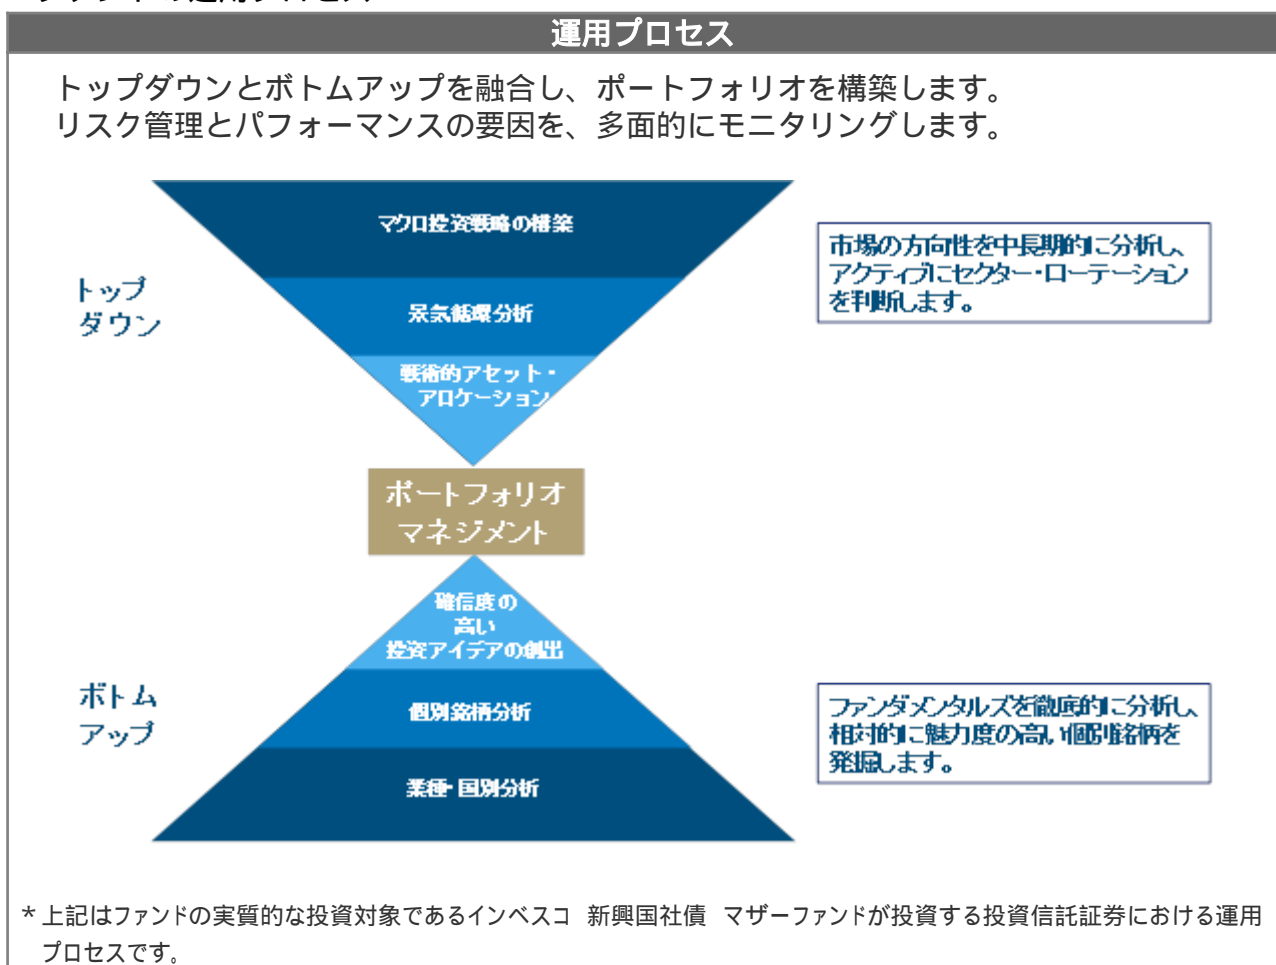 運用プロセス
トップダウンとボトムアップを融合し、ポートフォリオを構築します。
リスク管理とパフォーマンスの要因を、多面的にモニタリングします。
トップ
ダウン
マクロ投資戦略の構築
景気循環分析
戦術的アセット・
アロケーション
市場の方向性を中長期的に分析し、
アクティブにセクター・ローテーション
を判断します。
ポートフォリオ
マネジメント
ボトム
アップ
確信度の
高い
投資アイデアの創出
個別銘柄分析
業種・国別分析
ファンダメンタルズを徹底的に分析し、
相対的に魅力度の高い個別銘柄を
発掘します。
*上記はファンドの実質的な投資対象であるインベスコ 新興国社債 マザーファンドが投資する投資信託証券における運用
プロセスです。